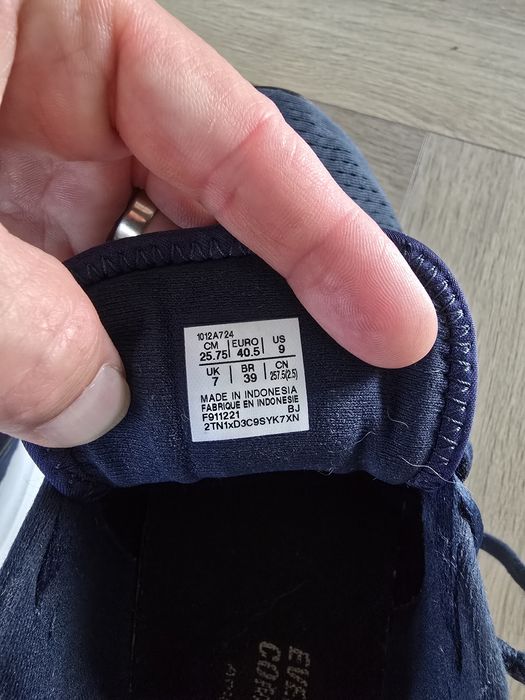 1012A724
CM EURO US
25.75 40.5 9
UK BR CN
7 39 257.5(2.5)
MADE IN INDONESIA
FABRIQUE EN INDONESIE
F911221 BJ
2TN1xD3C9SYK7XN